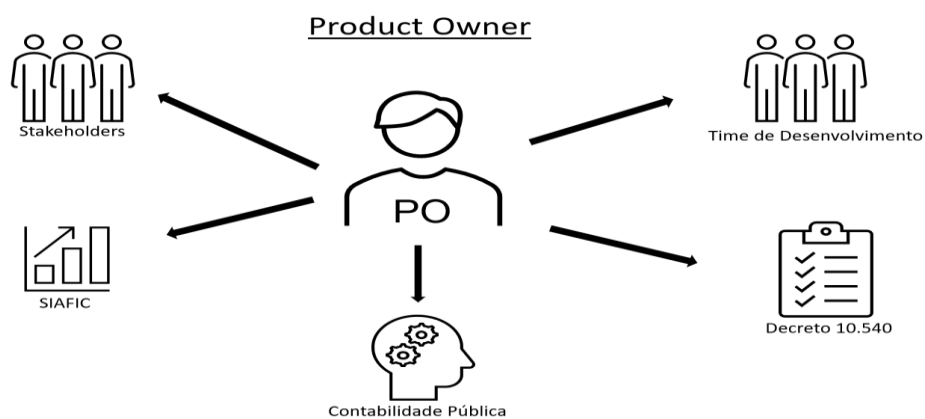 Product Owner
Stakeholders
Time de Desenvolvimento
PO
SIAFIC
Decreto 10.540
Contabilidade Pública